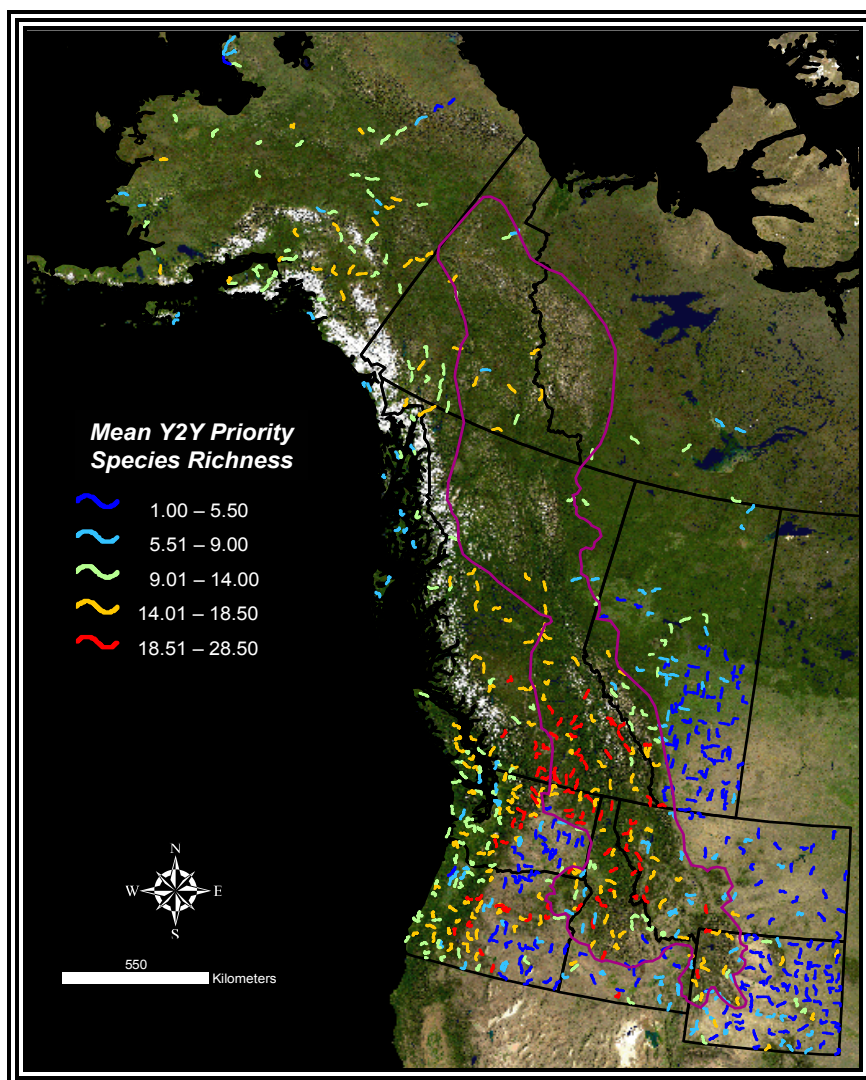 Mean Y2Y Priority
Species Richness
1.00 – 5.50
5.51 – 9.00
9.01 – 14.00
14.01 – 18.50
18.51 – 28.50
N
W E
S
550
Kilometers